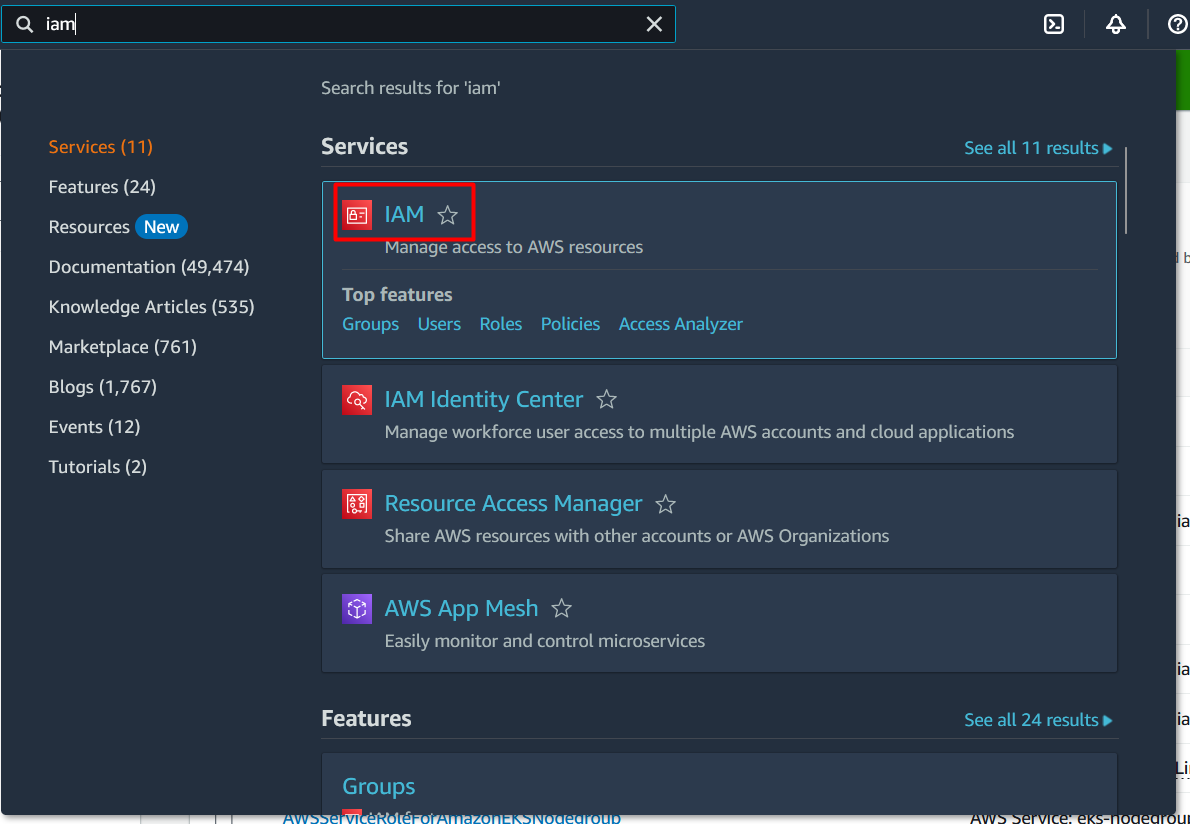 iam
Search results for 'iam'
Services (11)
Features (24)
Resources New
Documentation (49,474)
Knowledge Articles (535)
Marketplace (761)
Blogs (1,767)
Events (12)
Tutorials (2)
Services
See all 11 results
IAM
Manage access to AWS resources
Top features
Groups Users Roles Policies Access Analyzer
IAM Identity Center
Manage workforce user access to multiple AWS accounts and cloud applications
Resource Access Manager
Share AWS resources with other accounts or AWS Organizations
AWS App Mesh
Easily monitor and control microservices
Features
See all 24 results
Groups
AWSServiceRoleForAmazonEKSNodegroup
AWS Service: eks-nodegroup